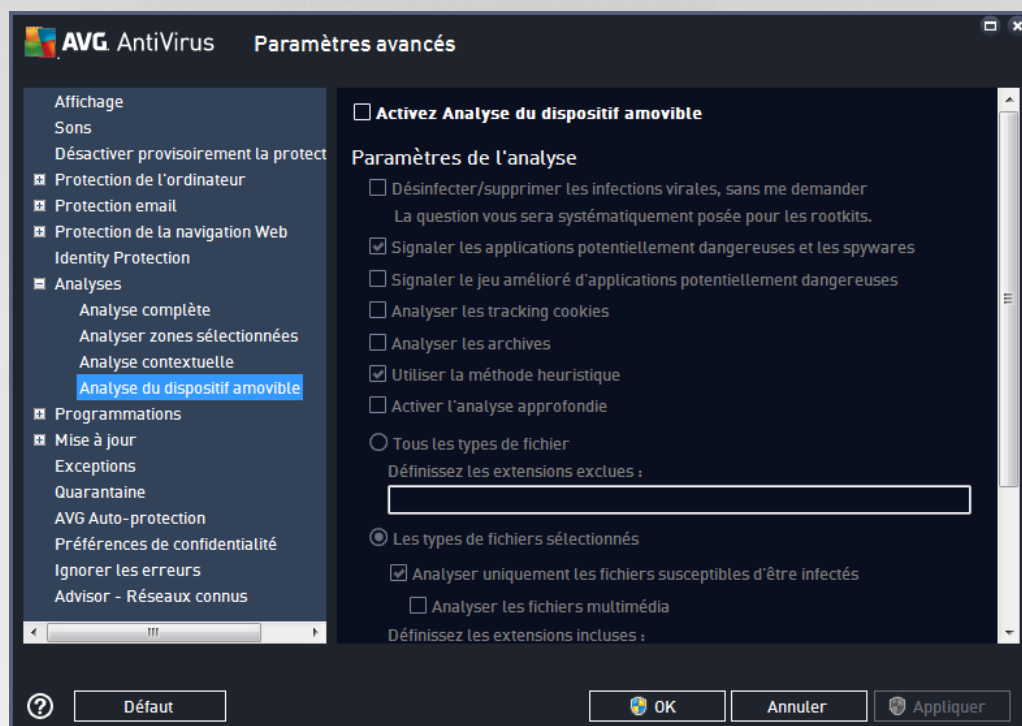 AVG. AntiVirus Paramètres avancés
Affichage
Sons
Désactiver provisoirement la protect
Protection de l'ordinateur
Protection email
Protection de la navigation Web
Identity Protection
Analyses
Analyse complète
Analyser zones sélectionnées
Analyse contextuelle
Analyse du dispositif amovible
Programmations
Mise à jour
Exceptions
Quarantaine
AVG Auto-protection
Préférences de confidentialité
Ignorer les erreurs
Advisor - Réseaux connus
Activez Analyse du dispositif amovible
Paramètres de l'analyse
Désinfecter/supprimer les infections virales, sans me demander
La question vous sera systématiquement posée pour les rootkits.
Signaler les applications potentiellement dangereuses et les spywares
Signaler le jeu amélioré d'applications potentiellement dangereuses
Analyser les tracking cookies
Analyser les archives
Utiliser la méthode heuristique
Activer l'analyse approfondie
Tous les types de fichier
Définissez les extensions exclues :
Les types de fichiers sélectionnés
Analyser uniquement les fichiers susceptibles d'être infectés
Analyser les fichiers multimédia
Définissez les extensions incluses :
? Défaut OK Annuler Appliquer